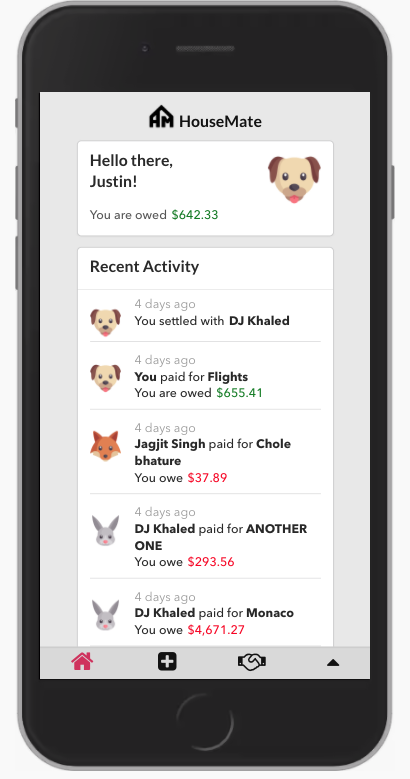 HouseMate
Hello there,
Justin!
You are owed $642.33
Recent Activity
4 days ago
You settled with DJ Khaled
4 days ago
You paid for Flights
You are owed $655.41
4 days ago
Jagjit Singh paid for Chole
bhature
You owe $37.89
4 days ago
DJ Khaled paid for ANOTHER
ONE
You owe $293.56
4 days ago
DJ Khaled paid for Monaco
You owe $4,671.27